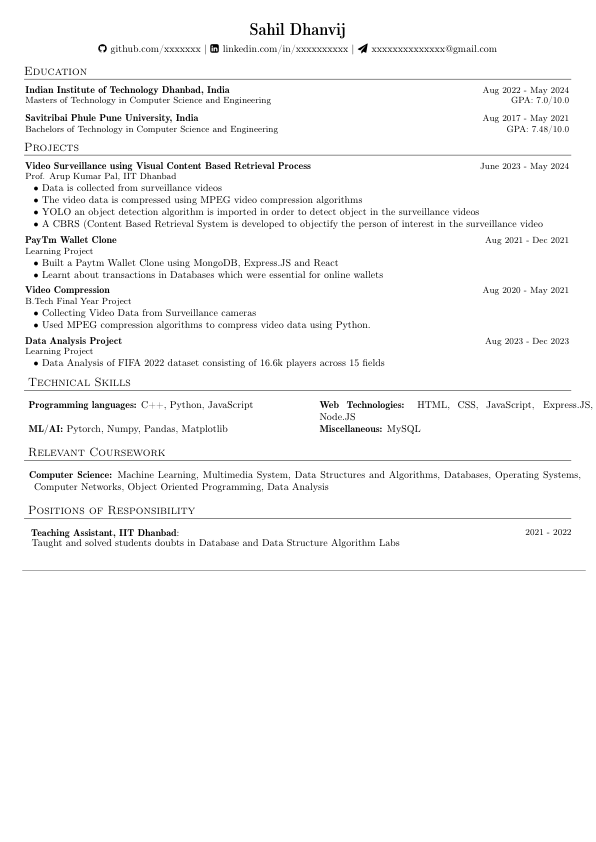 Sahil Dhanvij
github.com/xxxxxxx | linkedin.com/in/xxxxxxxxxx | xxxxxxxxxxxxxx@gmail.com
Education
Indian Institute of Technology Dhanbad, India Aug 2022 - May 2024
Masters of Technology in Computer Science and Engineering GPA: 7.0/10.0
Savitribai Phule Pune University, India Aug 2017 - May 2021
Bachelors of Technology in Computer Science and Engineering GPA: 7.48/10.0
Projects
Video Surveillance using Visual Content Based Retrieval Process June 2023 - May 2024
Prof. Arup Kumar Pal, IIT Dhanbad
• Data is collected from surveillance videos
• The video data is compressed using MPEG video compression algorithms
• YOLO an object detection algorithm is imported in order to detect object in the surveillance videos
• A CBRS (Content Based Retrieval System is developed to objectify the person of interest in the surveillance video
PayTm Wallet Clone Aug 2021 - Dec 2021
Learning Project
• Built a Paytm Wallet Clone using MongoDB, Express.JS and React
• Learnt about transactions in Databases which were essential for online wallets
Video Compression Aug 2020 - May 2021
B.Tech Final Year Project
• Collecting Video Data from Surveillance cameras
• Used MPEG compression algorithms to compress video data using Python.
Data Analysis Project Aug 2023 - Dec 2023
Learning Project
• Data Analysis of FIFA 2022 dataset consisting of 16.6k players across 15 fields
Technical Skills
Programming languages: C++, Python, JavaScript Web Technologies: HTML, CSS, JavaScript, Express.JS,
Node.JS
ML/AI: Pytorch, Numpy, Pandas, Matplotlib Miscellaneous: MySQL
Relevant Coursework
Computer Science: Machine Learning, Multimedia System, Data Structures and Algorithms, Databases, Operating Systems,
Computer Networks, Object Oriented Programming, Data Analysis
Positions of Responsibility
Teaching Assistant, IIT Dhanbad: 2021 - 2022
Taught and solved students doubts in Database and Data Structure Algorithm Labs